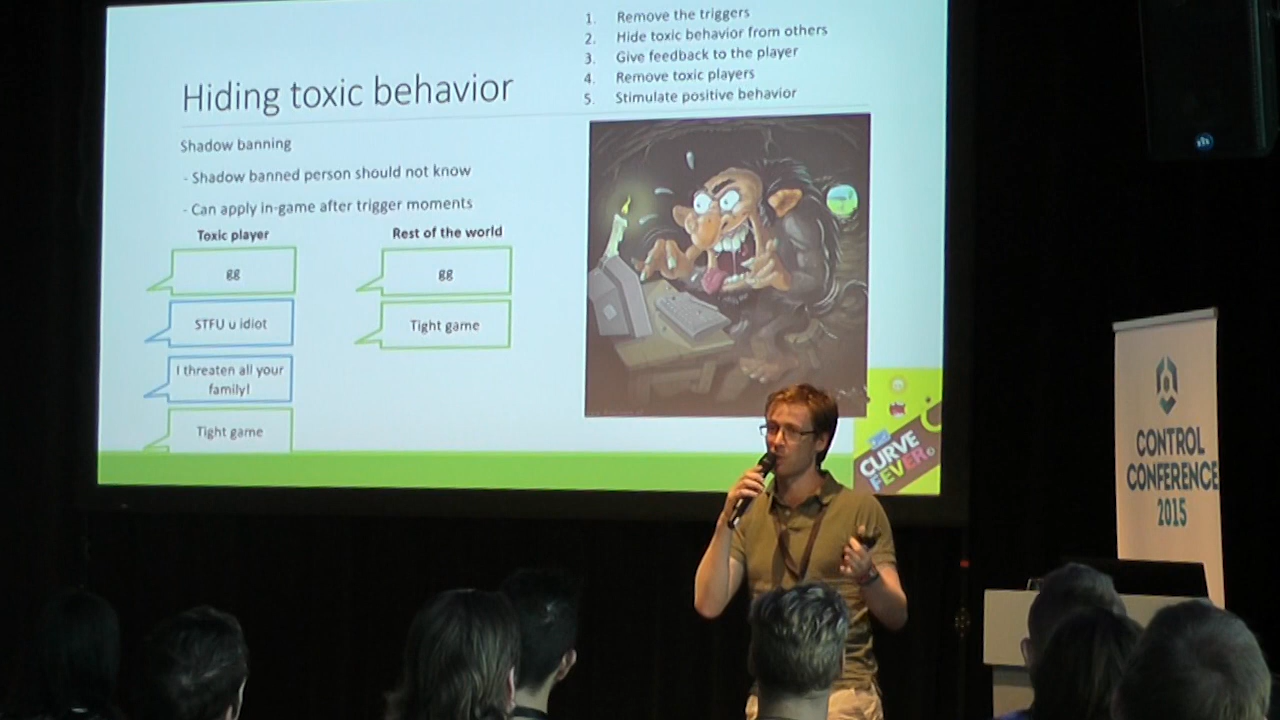 1. Remove the triggers
2. Hide toxic behavior from others
3. Give feedback to the player
4. Remove toxic players
5. Stimulate positive behavior
Hiding toxic behavior
Shadow banning
- Shadow banned person should not know
- Can apply in-game after trigger moments
Toxic player
Rest of the world
gg
gg
STFU u idiot
Tight game
I threaten all your
family!
Tight game
CURVE
FEVER
CONTROL
CONFERENCE
2015